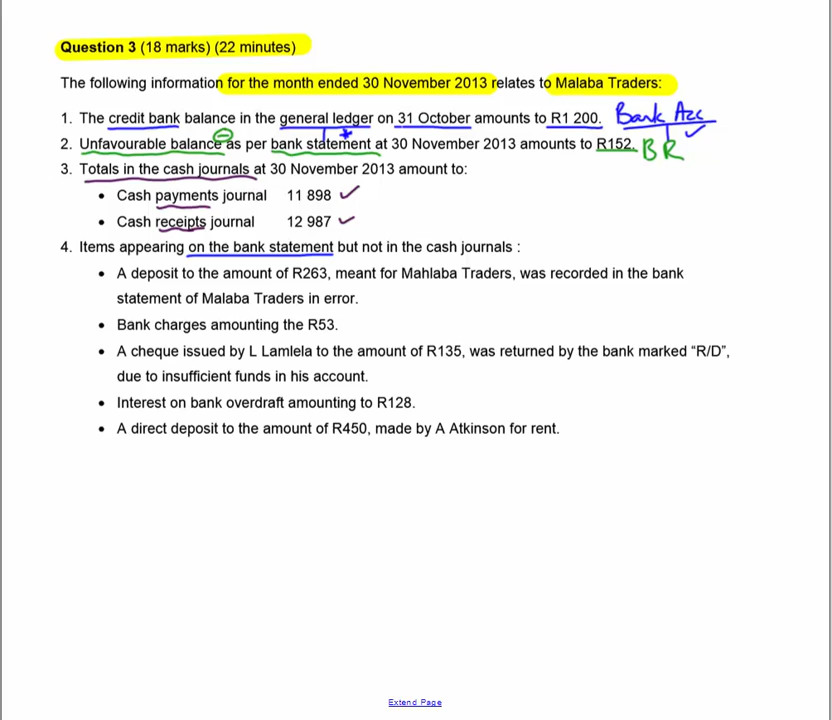 Question 3 (18 marks) (22 minutes)
The following information for the month ended 30 November 2013 relates to Malaba Traders:
1. The credit bank balance in the general ledger on 31 October amounts to R1 200. Bank Acc
2. Unfavourable balance as per bank statement at 30 November 2013 amounts to R152. BR
3. Totals in the cash journals at 30 November 2013 amount to:
• Cash payments journal 11 898 ✓
• Cash receipts journal 12 987 ✓
4. Items appearing on the bank statement but not in the cash journals :
• A deposit to the amount of R263, meant for Mahlaba Traders, was recorded in the bank
statement of Malaba Traders in error.
• Bank charges amounting the R53.
• A cheque issued by L Lamlela to the amount of R135, was returned by the bank marked “R/D”,
due to insufficient funds in his account.
• Interest on bank overdraft amounting to R128.
• A direct deposit to the amount of R450, made by A Atkinson for rent.
Extend Page